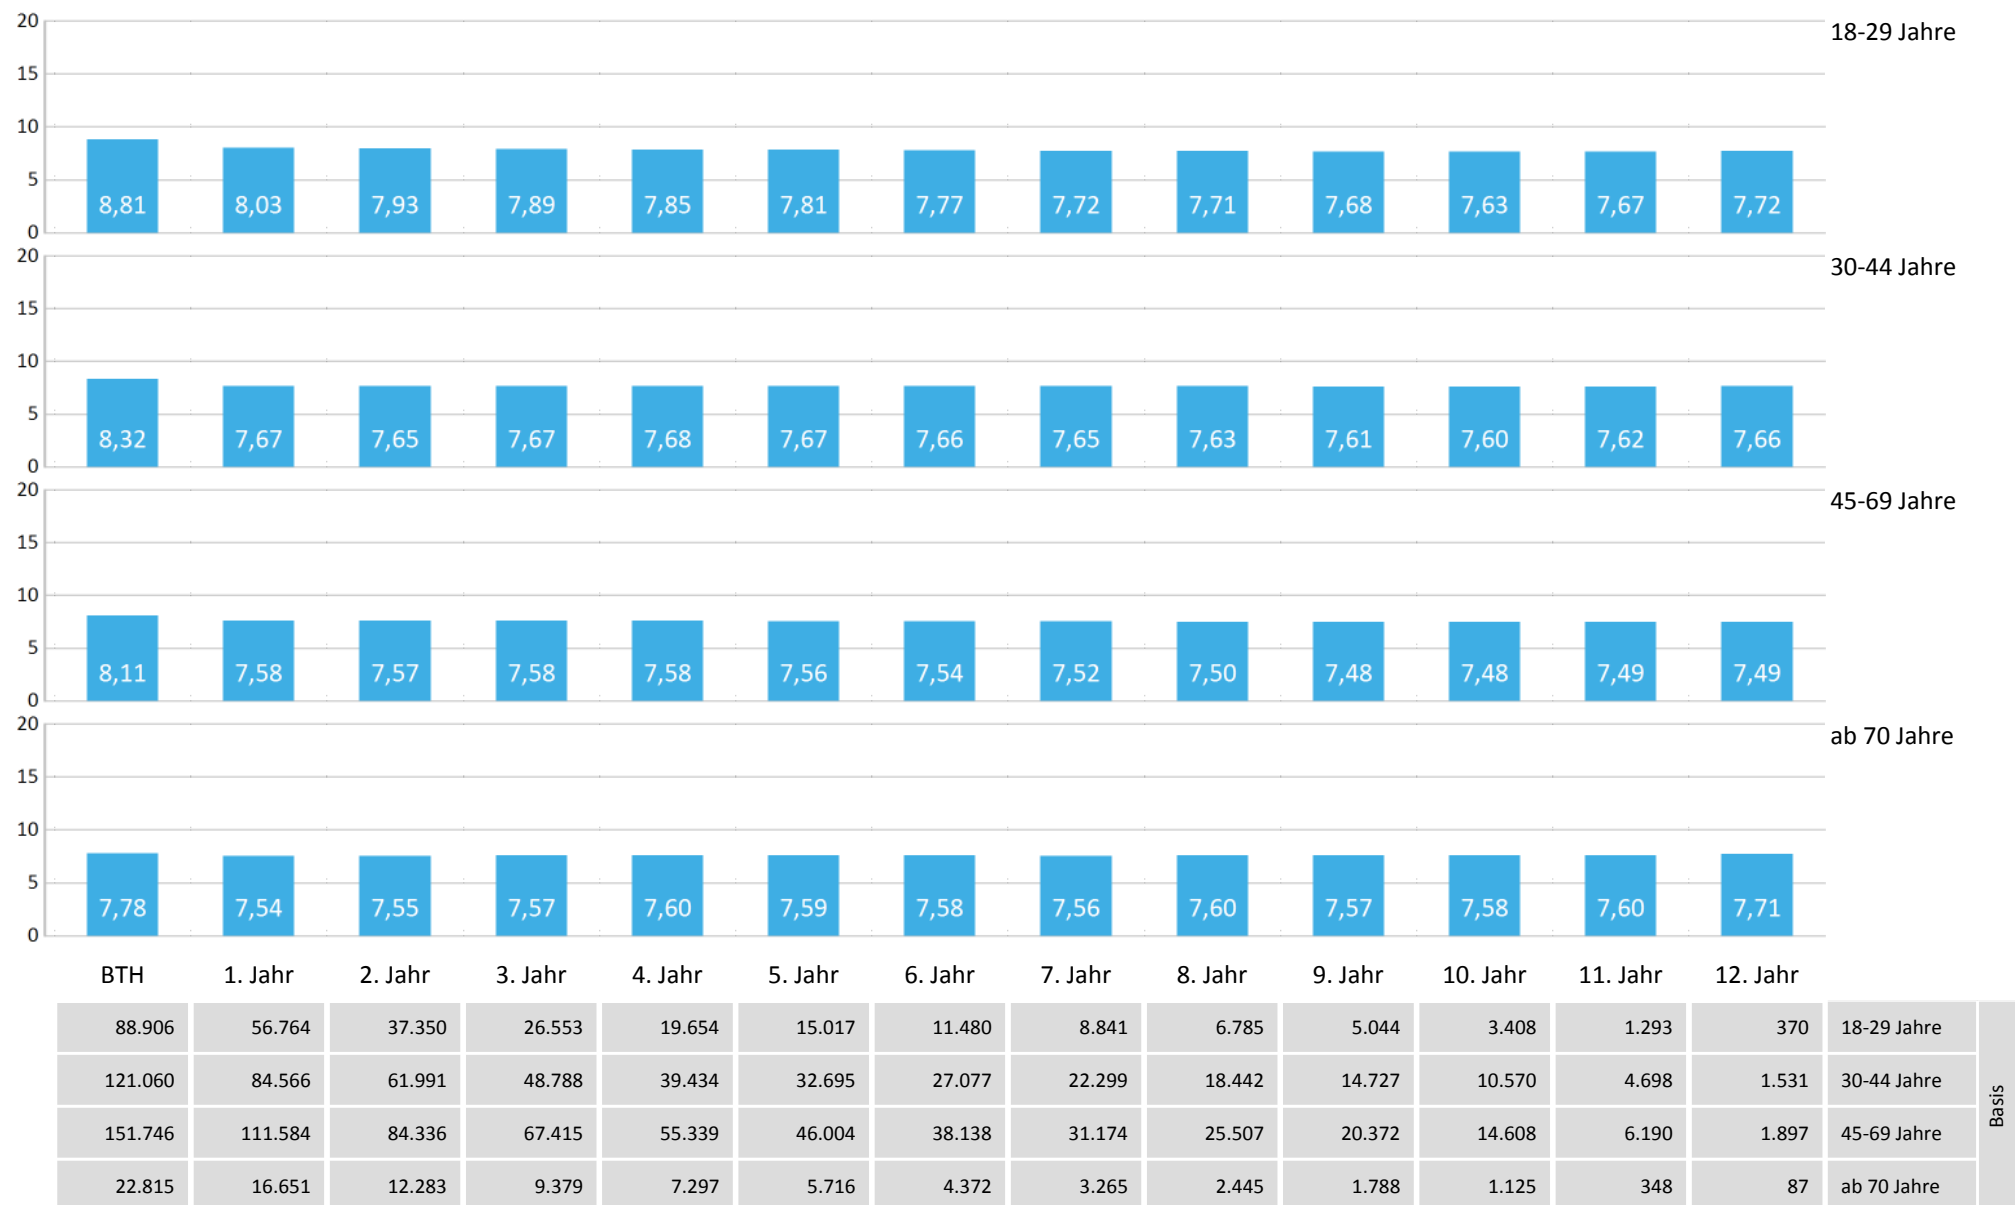 20
18-29 Jahre
15
10
5
8,81 8,03 7,93 7,89 7,85 7,81 7,77 7,72 7,71 7,68 7,63 7,67 7,72
0
20
30-44 Jahre
15
10
5
8,32 7,67 7,65 7,67 7,68 7,67 7,66 7,65 7,63 7,61 7,60 7,62 7,66
0
20
45-69 Jahre
15
10
5
8,11 7,58 7,57 7,58 7,58 7,56 7,54 7,52 7,50 7,48 7,48 7,49 7,49
0
20
ab 70 Jahre
15
10
5
7,78 7,54 7,55 7,57 7,60 7,59 7,58 7,56 7,60 7,57 7,58 7,60 7,71
0
BTH 1. Jahr 2. Jahr 3. Jahr 4. Jahr 5. Jahr 6. Jahr 7. Jahr 8. Jahr 9. Jahr 10. Jahr 11. Jahr 12. Jahr
88.906 56.764 37.350 26.553 19.654 15.017 11.480 8.841 6.785 5.044 3.408 1.293 370 18-29 Jahre
121.060 84.566 61.991 48.788 39.434 32.695 27.077 22.299 18.442 14.727 10.570 4.698 1.531 30-44 Jahre
151.746 111.584 84.336 67.415 55.339 46.004 38.138 31.174 25.507 20.372 14.608 6.190 1.897 45-69 Jahre
22.815 16.651 12.283 9.379 7.297 5.716 4.372 3.265 2.445 1.788 1.125 348 87 ab 70 Jahre
Basis